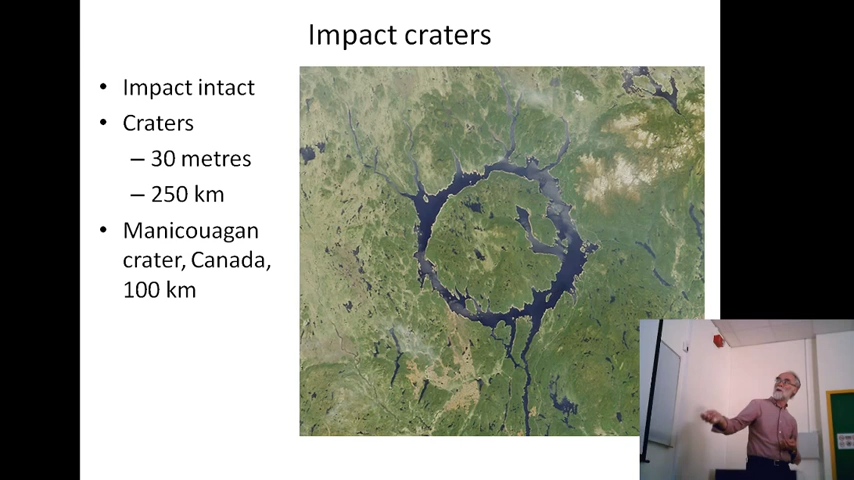 Impact craters
• Impact intact
• Craters
– 30 metres
– 250 km
• Manicouagan
crater, Canada,
100 km